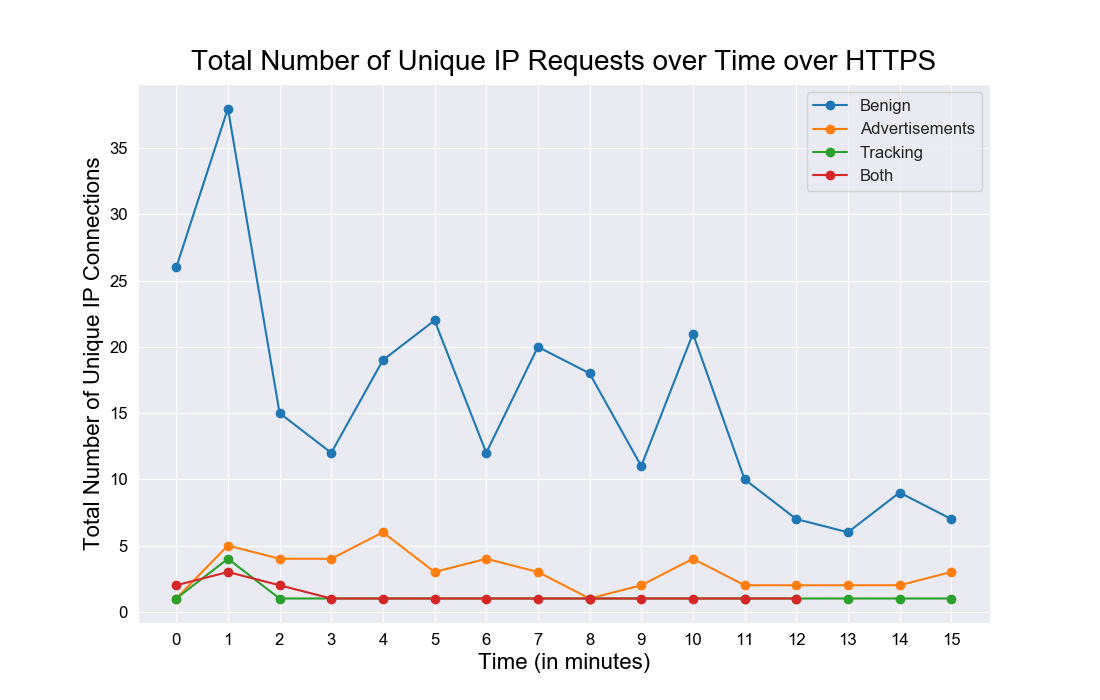 Total Number of Unique IP Requests over Time over HTTPS
Benign
Advertisements
Tracking
Both
Total Number of Unique IP Connections
35
30
25
20
15
10
5
0
0 1 2 3 4 5 6 7 8 9 10 11 12 13 14 15
Time (in minutes)